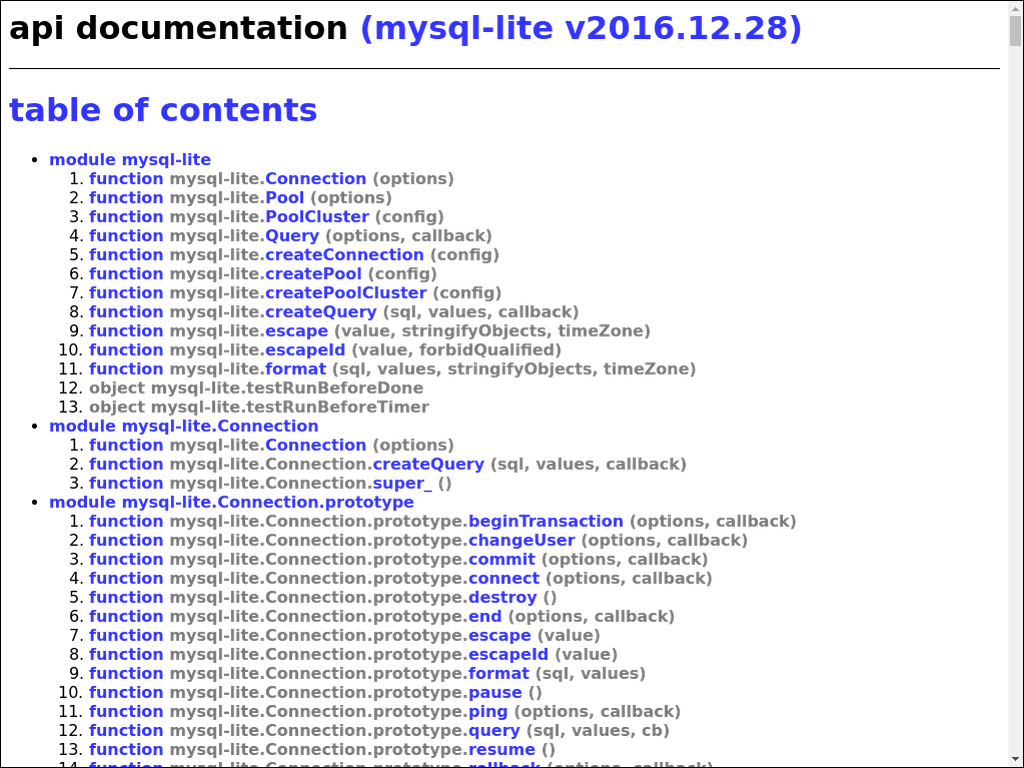 api documentation (mysql-lite v2016.12.28)
table of contents
• module mysql-lite
1. function mysql-lite.Connection (options)
2. function mysql-lite.Pool (options)
3. function mysql-lite.PoolCluster (config)
4. function mysql-lite.Query (options, callback)
5. function mysql-lite.createConnection (config)
6. function mysql-lite.createPool (config)
7. function mysql-lite.createPoolCluster (config)
8. function mysql-lite.createQuery (sql, values, callback)
9. function mysql-lite.escape (value, stringifyObjects, timeZone)
10. function mysql-lite.escapeId (value, forbidQualified)
11. function mysql-lite.format (sql, values, stringifyObjects, timeZone)
12. object mysql-lite.testRunBeforeDone
13. object mysql-lite.testRunBeforeTimer
• module mysql-lite.Connection
1. function mysql-lite.Connection (options)
2. function mysql-lite.Connection.createQuery (sql, values, callback)
3. function mysql-lite.Connection.super_ ()
• module mysql-lite.Connection.prototype
1. function mysql-lite.Connection.prototype.beginTransaction (options, callback)
2. function mysql-lite.Connection.prototype.changeUser (options, callback)
3. function mysql-lite.Connection.prototype.commit (options, callback)
4. function mysql-lite.Connection.prototype.connect (options, callback)
5. function mysql-lite.Connection.prototype.destroy ()
6. function mysql-lite.Connection.prototype.end (options, callback)
7. function mysql-lite.Connection.prototype.escape (value)
8. function mysql-lite.Connection.prototype.escapeId (value)
9. function mysql-lite.Connection.prototype.format (sql, values)
10. function mysql-lite.Connection.prototype.pause ()
11. function mysql-lite.Connection.prototype.ping (options, callback)
12. function mysql-lite.Connection.prototype.query (sql, values, cb)
13. function mysql-lite.Connection.prototype.resume ()
14. function mysql-lite.Connection.prototype.rollback (options, callback)